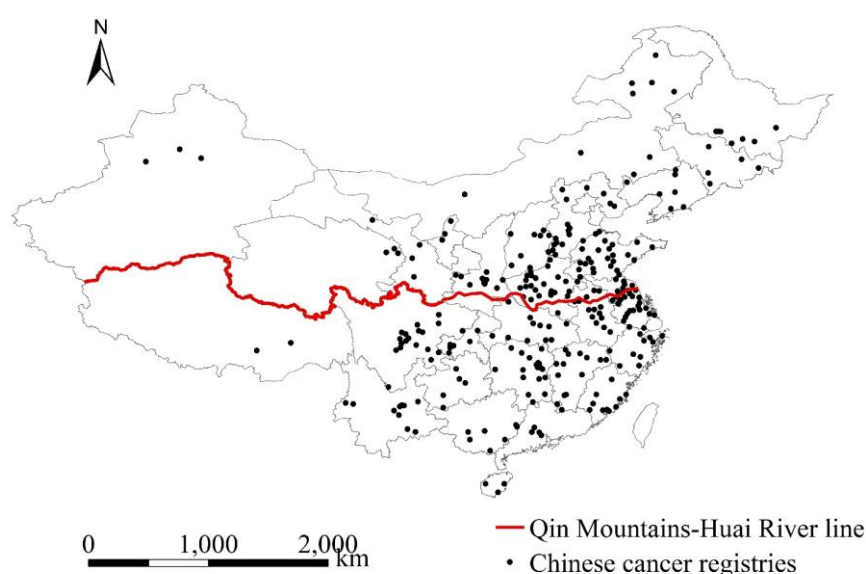 N
Qin Mountains-Huai River line
0 1,000 2,000 km
Chinese cancer registries